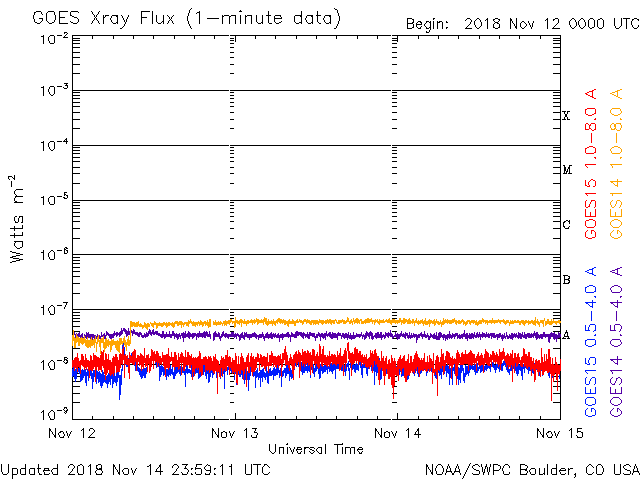 GOES Xray Flux (1-minute data)
Begin: 2018 Nov 12 0000 UTC
10⁻²
10⁻³
10⁻⁴
10⁻⁵
10⁻⁶
10⁻⁷
10⁻⁸
10⁻⁹
Watts m⁻²
X
M
C
B
A
GOES15 1.0-8.0 A
GOES14 1.0-8.0 A
GOES15 0.5-4.0 A
GOES14 0.5-4.0 A
Nov 12 Nov 13 Nov 14 Nov 15
Universal Time
Updated 2018 Nov 14 23:59:11 UTC
NOAA/SWPC Boulder, CO USA